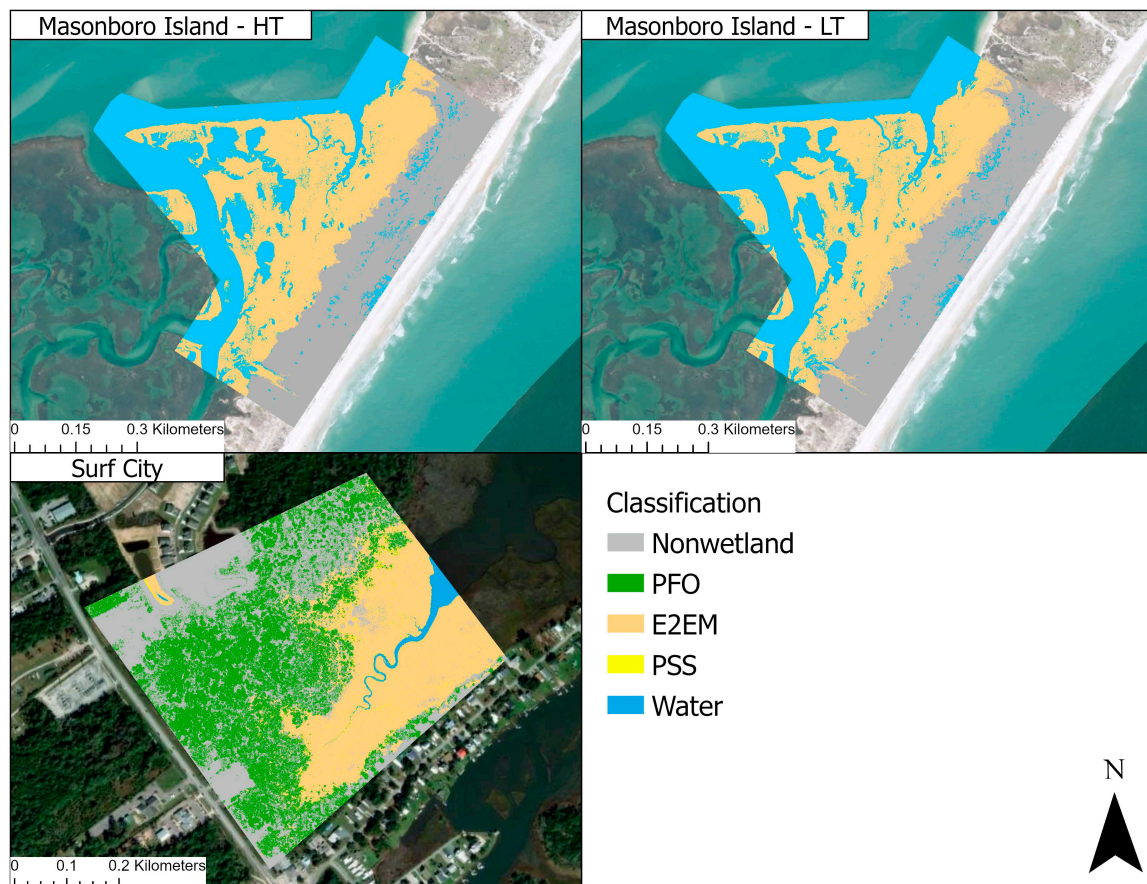 Masonboro Island - HT
Masonboro Island - LT
0 0.15 0.3 Kilometers
0 0.15 0.3 Kilometers
Surf City
0 0.1 0.2 Kilometers
Classification
Nonwetland
PFO
E2EM
PSS
Water
N